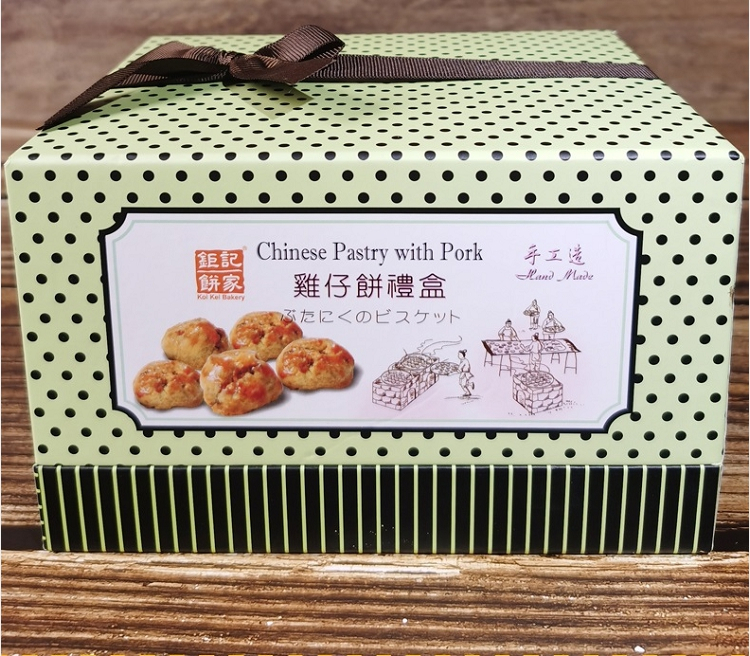 鉅記
餅家
Koi Kei Bakery
Chinese Pastry with Pork
雞仔餅禮盒
ぶたにくのビスケット
手工造
Hand Made